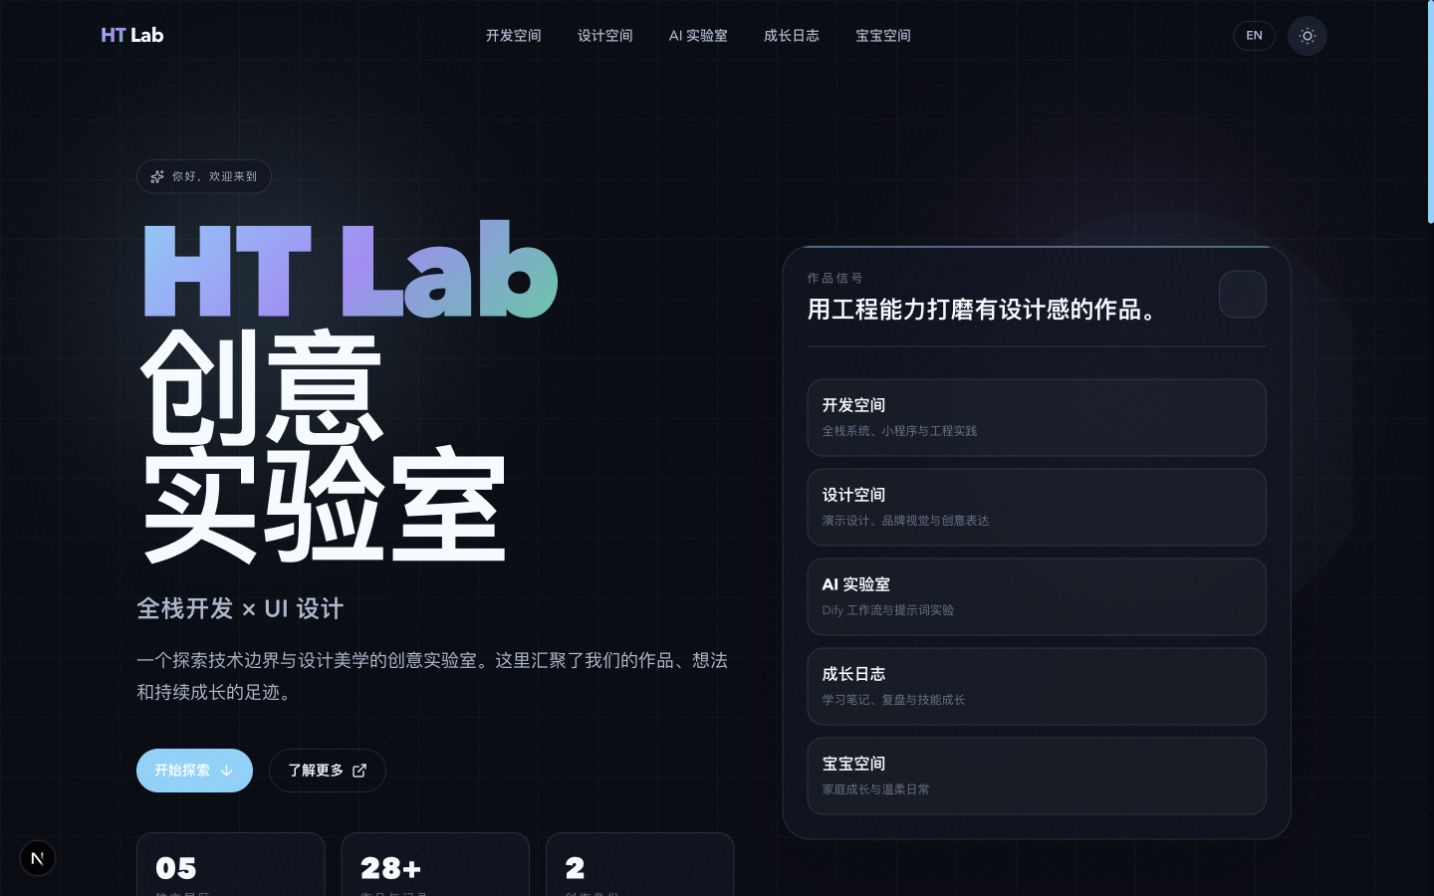 HT Lab
开发空间
设计空间
AI 实验室
成长日志
宝宝空间
EN
你好，欢迎来到
HT Lab
创意
实验室
全栈开发 × UI 设计
一个探索技术边界与设计美学的创意实验室。这里汇聚了我们的作品、想法
和持续成长的足迹。
开始探索
了解更多
05
28+
2
作品信号
用工程能力打磨有设计感的作品。
开发空间
全栈系统、小程序与工程实践
设计空间
演示设计、品牌视觉与创意表达
AI 实验室
Dify 工作流与提示词实验
成长日志
学习笔记、复盘与技能成长
宝宝空间
家庭成长与温柔日常
N